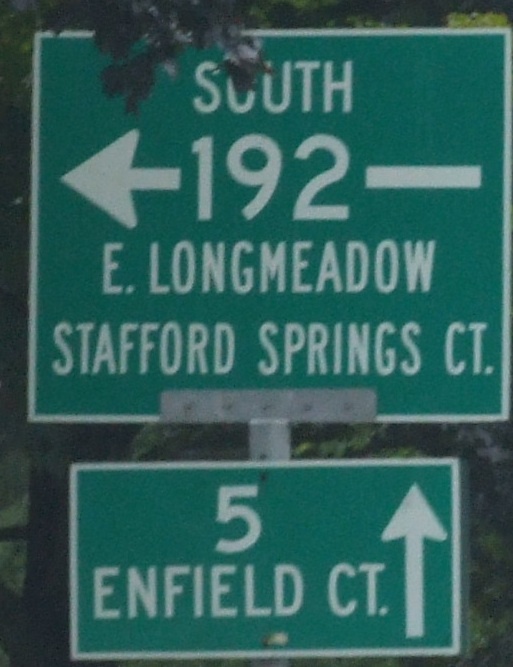 SOUTH
192
E. LONGMEADOW
STAFFORD SPRINGS CT.
5
ENFIELD CT.